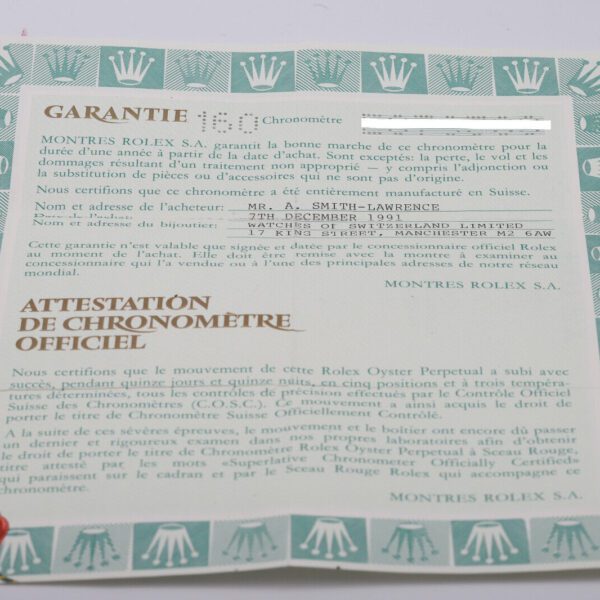 GARANTIE 160 Chronomètre
MONTRES ROLEX S.A. garantit la bonne marche de ce chronomètre pour la
durée d'une année à partir de la date d'achat. Sont exceptés: la perte, le vol et les
dommages résultant d'un traitement non approprié – y compris l'adjonction ou
la substitution de pièces ou d'accessoires qui ne sont pas d'origine.
Nous certifions que ce chronomètre a été entièrement manufacturé en Suisse.
Nom et adresse de l'acheteur: MR. A. SMITH-LAWRENCE
Date de l'achat: 7TH DECEMBER 1991
Nom et adresse du bijoutier: WATCHES OF SWITZERLAND LIMITED
17 KING STREET, MANCHESTER M2 6AW
Cette garantie n'est valable que signée et datée par le concessionnaire officiel Rolex
au moment de l'achat. Elle doit être remise avec la montre à examiner au
concessionnaire qui l'a vendue ou à l'une des principales adresses de notre réseau
mondial.
MONTRES ROLEX S.A.
ATTESTATION
DE CHRONOMÈTRE
OFFICIEL
Nous certifions que le mouvement de cette Rolex Oyster Perpetual a subi avec
succès, pendant quinze jours et quinze nuits, en cinq positions et à trois tempéra-
tures déterminées, tous les contrôles de précision effectués par le Contrôle Officiel
Suisse des Chronomètres (C.O.S.C.). Ce mouvement a ainsi acquis le droit de
porter le titre de Chronomètre Suisse Officiellement Contrôlé.
A la suite de ces sévères épreuves, le mouvement et le boîtier ont encore dû passer
un dernier et rigoureux examen dans nos propres laboratoires afin d'obtenir
le droit de porter le titre de Chronomètre Rolex Oyster Perpetual à Sceau Rouge,
titre attesté par les mots «Superlative Chronometer Officially Certified»
qui paraissent sur le cadran et par le Sceau Rouge Rolex qui accompagne ce
chronomètre.
MONTRES ROLEX S.A.